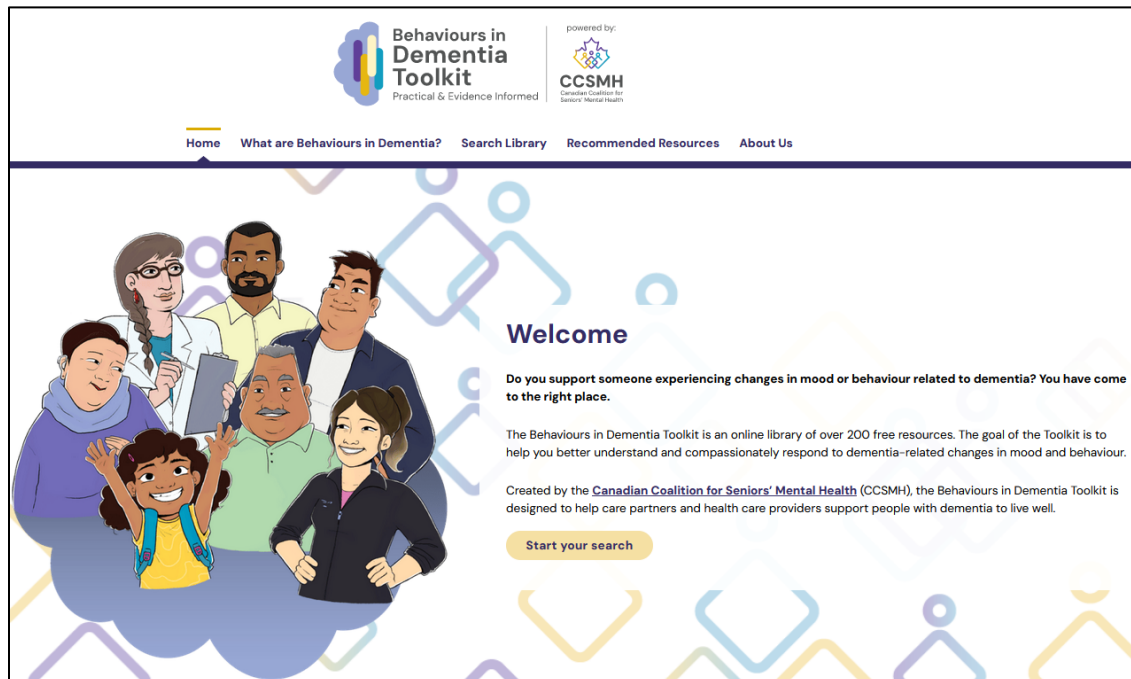 Behaviours in
Dementia
Toolkit
Practical & Evidence Informed
powered by:
CCSMH
Canadian Coalition for
Seniors' Mental Health
Home What are Behaviours in Dementia? Search Library Recommended Resources About Us
Welcome
Do you support someone experiencing changes in mood or behaviour related to dementia? You have come
to the right place.
The Behaviours in Dementia Toolkit is an online library of over 200 free resources. The goal of the Toolkit is to
help you better understand and compassionately respond to dementia-related changes in mood and behaviour.
Created by the Canadian Coalition for Seniors’ Mental Health (CCSMH), the Behaviours in Dementia Toolkit is
designed to help care partners and health care providers support people with dementia to live well.
Start your search